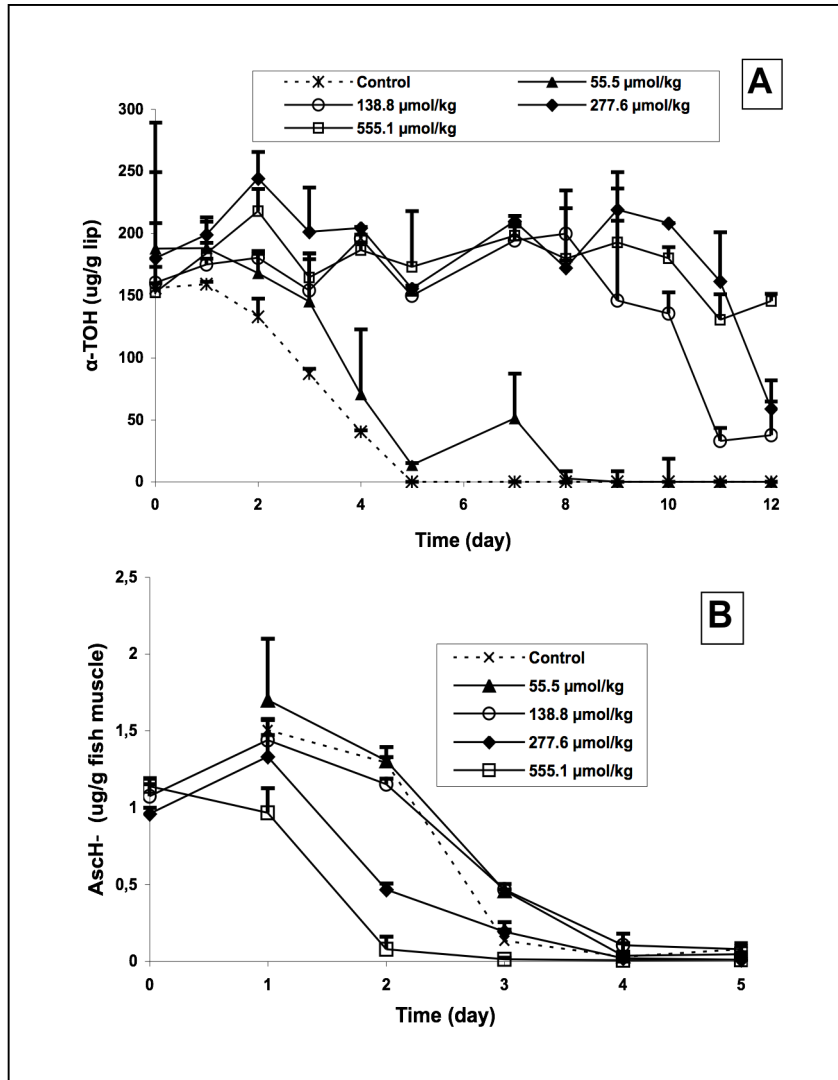 A
Control
55.5 µmol/kg
138.8 µmol/kg
277.6 µmol/kg
555.1 µmol/kg
300
250
200
150
100
50
0
α-TOH (ug/g lip)
0 2 4 6 8 10 12
Time (day)
B
2,5
2
1,5
1
0,5
0
AscH- (ug/g fish muscle)
Control
55.5 µmol/kg
138.8 µmol/kg
277.6 µmol/kg
555.1 µmol/kg
0 1 2 3 4 5
Time (day)